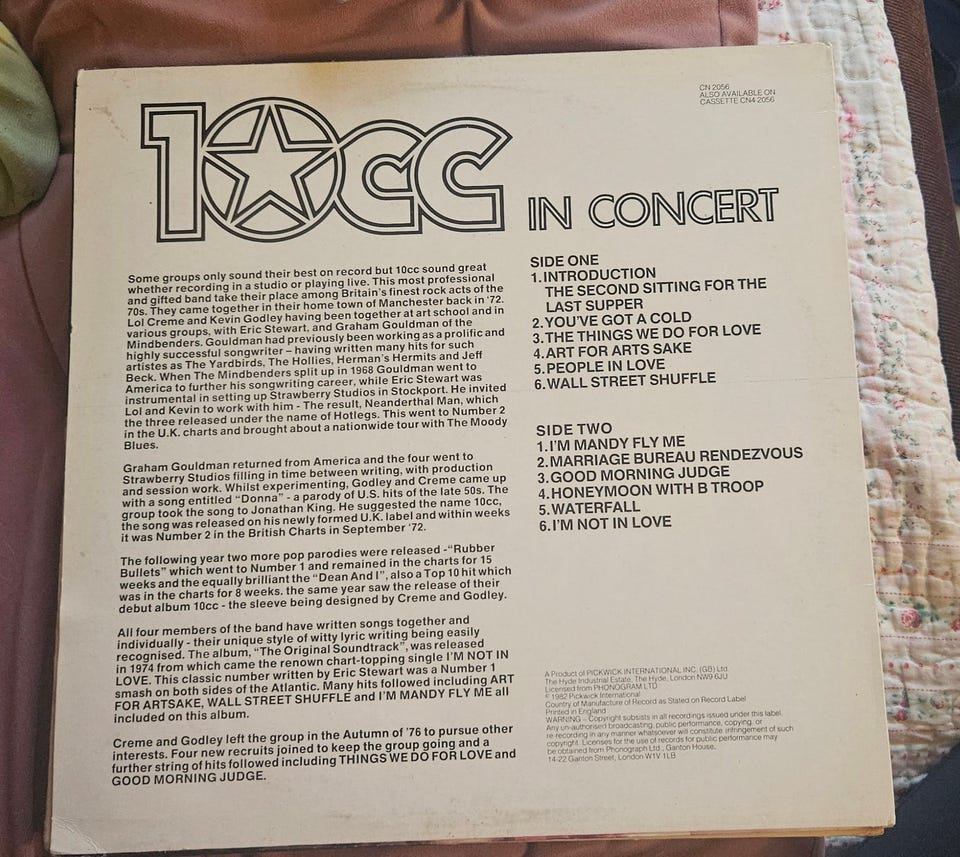 CN 2056
ALSO AVAILABLE ON
CASSETTE CN4 2056
10CC
IN CONCERT
Some groups only sound their best on record but 10cc sound great
whether recording in a studio or playing live. This most professional
and gifted band take their place among Britain's finest rock acts of the
70s. They came together in their home town of Manchester back in '72.
Lol Creme and Kevin Godley having been together at art school and in
various groups, with Eric Stewart, and Graham Gouldman of the
Mindbenders. Gouldman had previously been working as a prolific and
highly successful songwriter – having written many hits for such
artistes as The Yardbirds, The Hollies, Herman's Hermits and Jeff
Beck. When The Mindbenders split up in 1968 Gouldman went to
America to further his songwriting career, while Eric Stewart was
instrumental in setting up Strawberry Studios in Stockport. He invited
Lol and Kevin to work with him - The result, Neanderthal Man, which
the three released under the name of Hotlegs. This went to Number 2
in the U.K. charts and brought about a nationwide tour with The Moody
Blues.
Graham Gouldman returned from America and the four went to
Strawberry Studios filling in time between writing, with production
and session work. Whilst experimenting, Godley and Creme came up
with a song entitled "Donna" - a parody of U.S. hits of the late 50s. The
group took the song to Jonathan King. He suggested the name 10cc,
the song was released on his newly formed U.K. label and within weeks
it was Number 2 in the British Charts in September '72.
The following year two more pop parodies were released -"Rubber
Bullets" which went to Number 1 and remained in the charts for 15
weeks and the equally brilliant the "Dean And I", also a Top 10 hit which
was in the charts for 8 weeks. the same year saw the release of their
debut album 10cc - the sleeve being designed by Creme and Godley.
All four members of the band have written songs together and
individually - their unique style of witty lyric writing being easily
recognised. The album, "The Original Soundtrack", was released
in 1974 from which came the renown chart-topping single I'M NOT IN
LOVE. This classic number written by Eric Stewart was a Number 1
smash on both sides of the Atlantic. Many hits followed including ART
FOR ARTSAKE, WALL STREET SHUFFLE and I'M MANDY FLY ME all
included on this album.
Creme and Godley left the group in the Autumn of '76 to pursue other
interests. Four new recruits joined to keep the group going and a
further string of hits followed including THINGS WE DO FOR LOVE and
GOOD MORNING JUDGE.
SIDE ONE
1.INTRODUCTION
THE SECOND SITTING FOR THE
LAST SUPPER
2.YOU'VE GOT A COLD
3.THE THINGS WE DO FOR LOVE
4.ART FOR ARTS SAKE
5.PEOPLE IN LOVE
6.WALL STREET SHUFFLE
SIDE TWO
1.I'M MANDY FLY ME
2.MARRIAGE BUREAU RENDEZVOUS
3.GOOD MORNING JUDGE
4.HONEYMOON WITH B TROOP
5.WATERFALL
6.I'M NOT IN LOVE
A Product of PICKWICK INTERNATIONAL INC. (GB) Ltd.
The Hyde Industrial Estate, The Hyde, London NW9 6JU
Licensed from PHONOGRAM LTD
© 1982 Pickwick International
Country of Manufacture of Record as Stated on Record Label
Printed in England
WARNING – Copyright subsists in all recordings issued under this label.
Any un-authorised broadcasting, public performance, copying, or
re-recording in any manner whatsoever will constitute infringement of such
copyright. Licenses for the use of records for public performance may
be obtained from Phonograph Ltd., Ganton House,
14-22 Ganton Street, London W1V 1LB